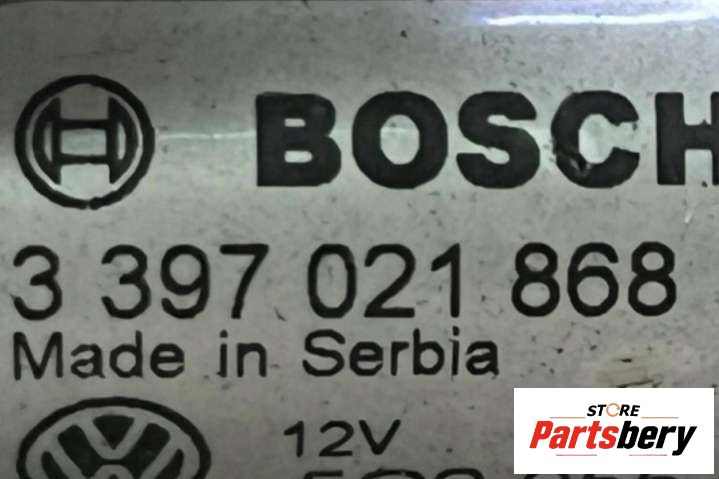 BOSCH
3 397 021 868
Made in Serbia
12V
STORE
Partsbery